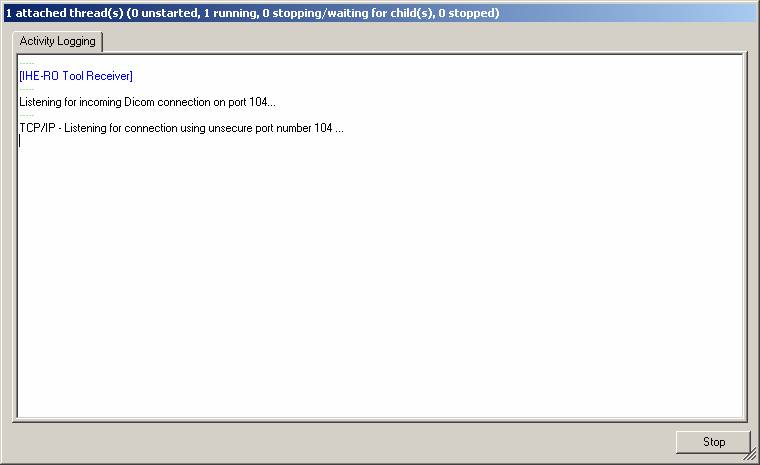 1 attached thread(s) (0 unstarted, 1 running, 0 stopping/waiting for child(s), 0 stopped)
Activity Logging
-----
[IHE-RO Tool Receiver]
-----
Listening for incoming Dicom connection on port 104...
-----
TCP/IP - Listening for connection using unsecure port number 104 ...
Stop